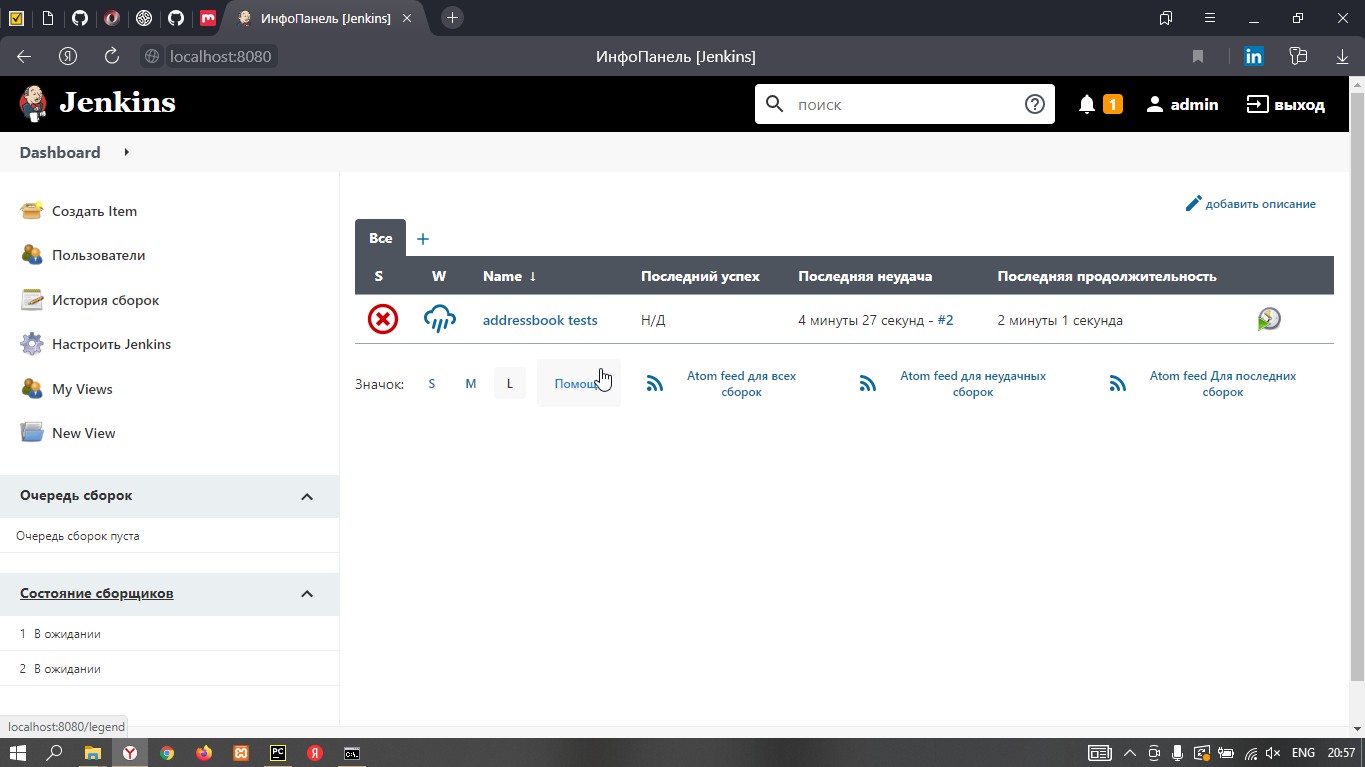 ИнфоПанель [Jenkins]
localhost:8080
ИнфоПанель [Jenkins]
Jenkins
поиск
1
admin
выход
Dashboard
Создать Item
Пользователи
История сборок
Настроить Jenkins
My Views
New View
Очередь сборок
Очередь сборок пуста
Состояние сборщиков
1 В ожидании
2 В ожидании
добавить описание
Все +
S W Name ↓ Последний успех Последняя неудача Последняя продолжительность
addressbook tests Н/Д 4 минуты 27 секунд - #2 2 минуты 1 секунда
Значок: S M L
Atom feed для всех
сборок
Atom feed для неудачных
сборок
Atom feed Для последних
сборок
localhost:8080/legend
ENG 20:57